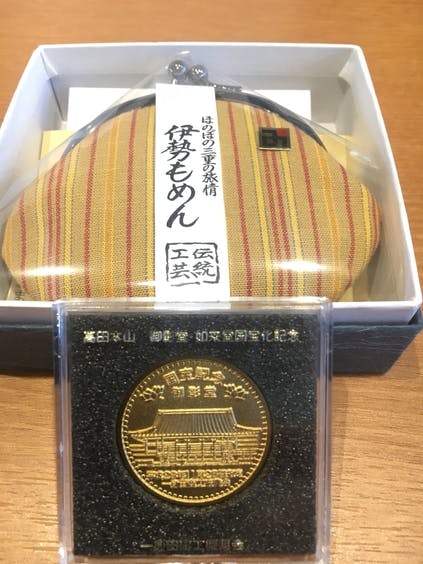 ほのぼの三重の旅情
伊勢もめん
伝統
工芸
高田本山 御影堂・如来堂国宝化記念
国宝記念
御影堂